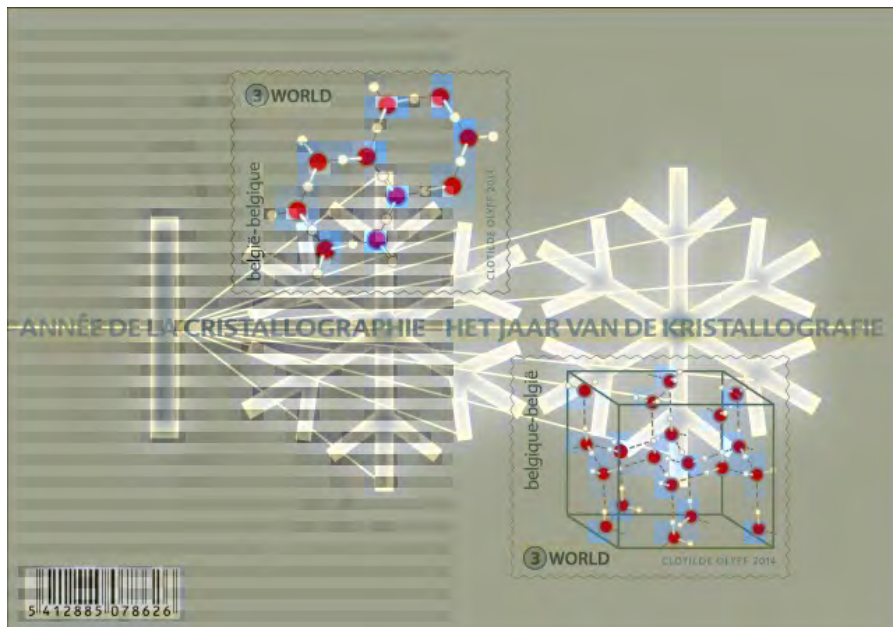 ③ WORLD
belgië-belgique
CLOTILDE OLYFF 2014
ANNÉE DE LA CRISTALLOGRAPHIE - HET JAAR VAN DE KRISTALLOGRAFIE
belgique-belgië
③ WORLD
CLOTILDE OLYFF 2014
5 412885 078626